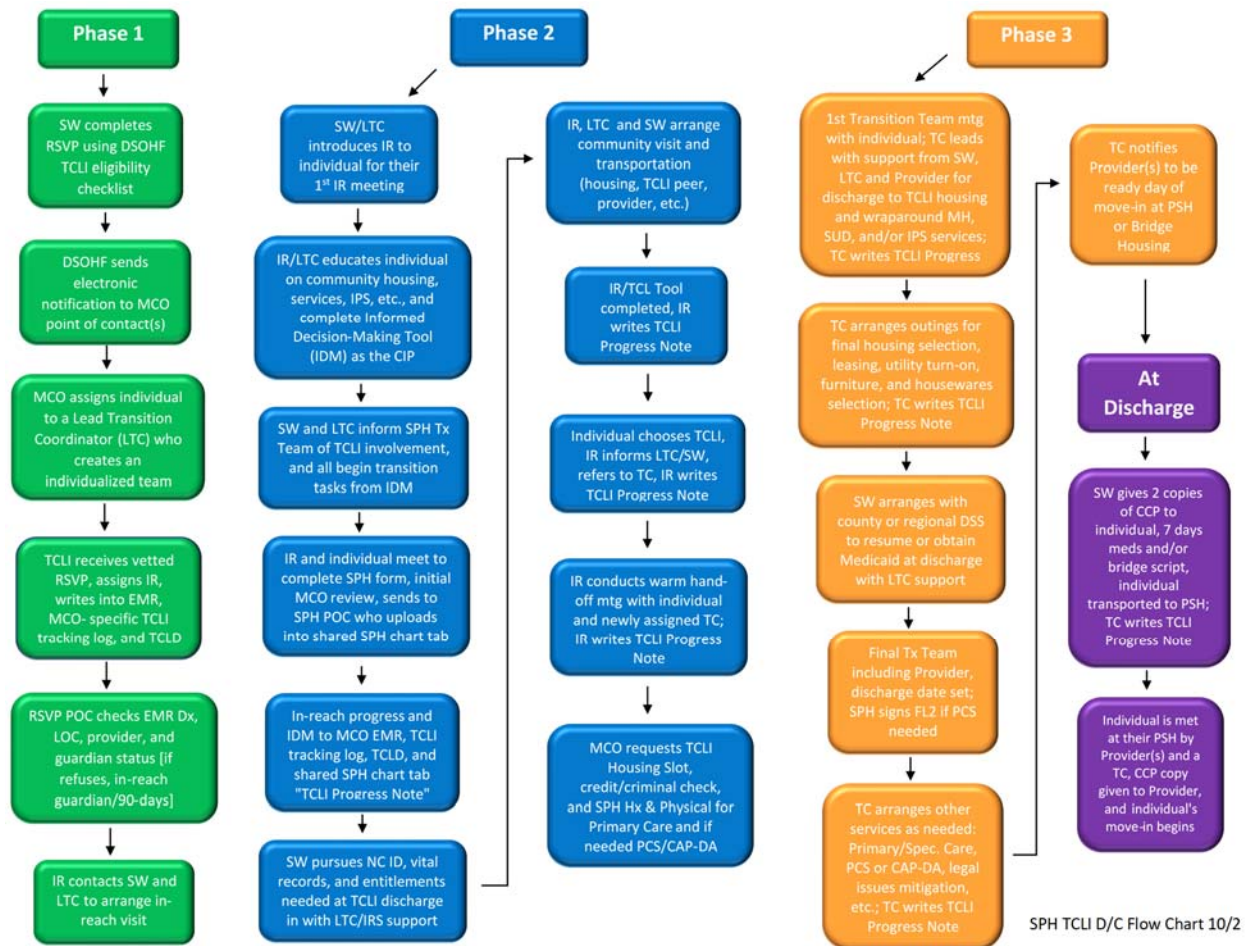 Phase 1
SW completes
RSVP using DSOHF
TCLI eligibility
checklist
DSOHF sends
electronic
notification to MCO
point of contact(s)
MCO assigns individual
to a Lead Transition
Coordinator (LTC) who
creates an
individualized team
TCLI receives vetted
RSVP, assigns IR,
writes into EMR,
MCO- specific TCLI
tracking log, and TCLD
RSVP POC checks EMR Dx,
LOC, provider, and
guardian status [if
refuses, in-reach
guardian/90-days]
IR contacts SW and
LTC to arrange in-
reach visit
Phase 2
SW/LTC
introduces IR to
individual for their
1st IR meeting
IR/LTC educates individual
on community housing,
services, IPS, etc., and
complete Informed
Decision-Making Tool
(IDM) as the CIP
SW and LTC inform SPH Tx
Team of TCLI involvement,
and all begin transition
tasks from IDM
IR and individual meet to
complete SPH form, initial
MCO review, sends to
SPH POC who uploads
into shared SPH chart tab
In-reach progress and
IDM to MCO EMR, TCLI
tracking log, TCLD, and
shared SPH chart tab
"TCLI Progress Note"
SW pursues NC ID, vital
records, and entitlements
needed at TCLI discharge
in with LTC/IRS support
IR, LTC and SW arrange
community visit and
transportation
(housing, TCLI peer,
provider, etc.)
IR/TCL Tool
completed, IR
writes TCLI
Progress Note
Individual chooses TCLI,
IR informs LTC/SW,
refers to TC, IR writes
TCLI Progress Note
IR conducts warm hand-
off mtg with individual
and newly assigned TC;
IR writes TCLI Progress
Note
MCO requests TCLI
Housing Slot,
credit/criminal check,
and SPH Hx & Physical for
Primary Care and if
needed PCS/CAP-DA
Phase 3
1st Transition Team mtg
with individual; TC leads
with support from SW,
LTC and Provider for
discharge to TCLI housing
and wraparound MH,
SUD, and/or IPS services;
TC writes TCLI Progress
TC arranges outings for
final housing selection,
leasing, utility turn-on,
furniture, and housewares
selection; TC writes TCLI
Progress Note
SW arranges with
county or regional DSS
to resume or obtain
Medicaid at discharge
with LTC support
Final Tx Team
including Provider,
discharge date set;
SPH signs FL2 if PCS
needed
TC arranges other
services as needed:
Primary/Spec. Care,
PCS or CAP-DA, legal
issues mitigation,
etc.; TC writes TCLI
Progress Note
TC notifies
Provider(s) to be
ready day of
move-in at PSH
or Bridge
Housing
At
Discharge
SW gives 2 copies
of CCP to
individual, 7 days
meds and/or
bridge script,
individual
transported to PSH;
TC writes TCLI
Progress Note
Individual is met
at their PSH by
Provider(s) and a
TC, CCP copy
given to Provider,
and individual's
move-in begins
SPH TCLI D/C Flow Chart 10/2